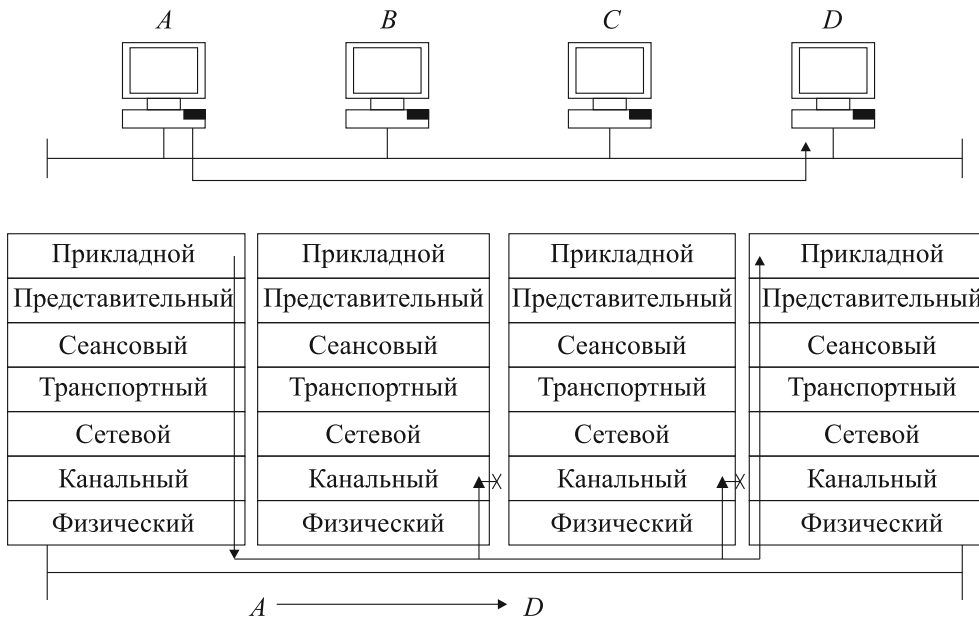 A B C D
Прикладной Прикладной Прикладной Прикладной
Представительный Представительный Представительный Представительный
Сеансовый Сеансовый Сеансовый Сеансовый
Транспортный Транспортный Транспортный Транспортный
Сетевой Сетевой Сетевой Сетевой
Канальный Канальный Канальный Канальный
Физический Физический Физический Физический
A D